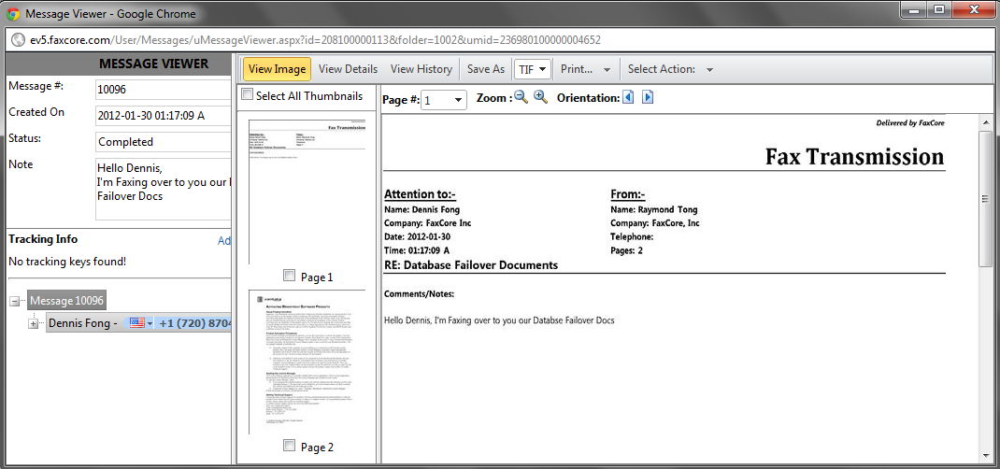 Message Viewer - Google Chrome
ev5.faxcore.com/User/Messages/uMessageViewer.aspx?id=208100000113&folder=1002&umid=236980100000004652
MESSAGE VIEWER
Message #:
10096
Created On
2012-01-30 01:17:09 A
Status:
Completed
Note
Hello Dennis,
I'm Faxing over to you our
Failover Docs
Tracking Info
Ad
No tracking keys found!
Message 10096
Dennis Fong -
+1 (720) 8704
View Image View Details View History Save As TIF Print... Select Action:
Select All Thumbnails
Fax Transmission
Page 1
Page 2
Page #: 1 Zoom : Orientation:
Delivered by FaxCore
Fax Transmission
Attention to:-
Name: Dennis Fong
Company: FaxCore Inc
Date: 2012-01-30
Time: 01:17:09 A
From:-
Name: Raymond Tong
Company: FaxCore, Inc
Telephone:
Pages: 2
RE: Database Failover Documents
Comments/Notes:
Hello Dennis, I'm Faxing over to you our Databse Failover Docs